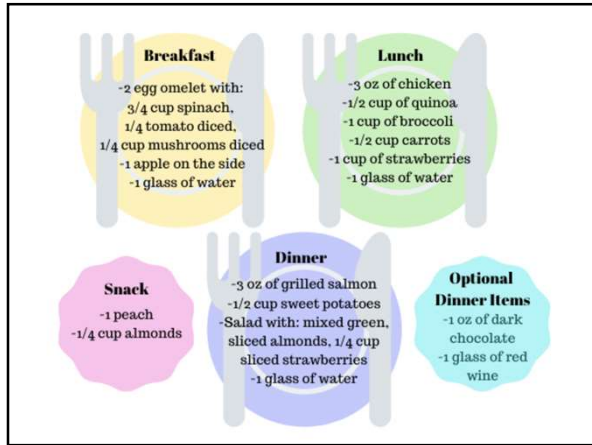 Breakfast
-2 egg omelet with:
3/4 cup spinach,
1/4 tomato diced,
1/4 cup mushrooms diced
-1 apple on the side
-1 glass of water
Lunch
-3 oz of chicken
-1/2 cup of quinoa
-1 cup of broccoli
-1/2 cup carrots
-1 cup of strawberries
-1 glass of water
Snack
-1 peach
-1/4 cup almonds
Dinner
-3 oz of grilled salmon
-1/2 cup sweet potatoes
-Salad with: mixed green,
sliced almonds, 1/4 cup
sliced strawberries
-1 glass of water
Optional
Dinner Items
-1 oz of dark
chocolate
-1 glass of red
wine